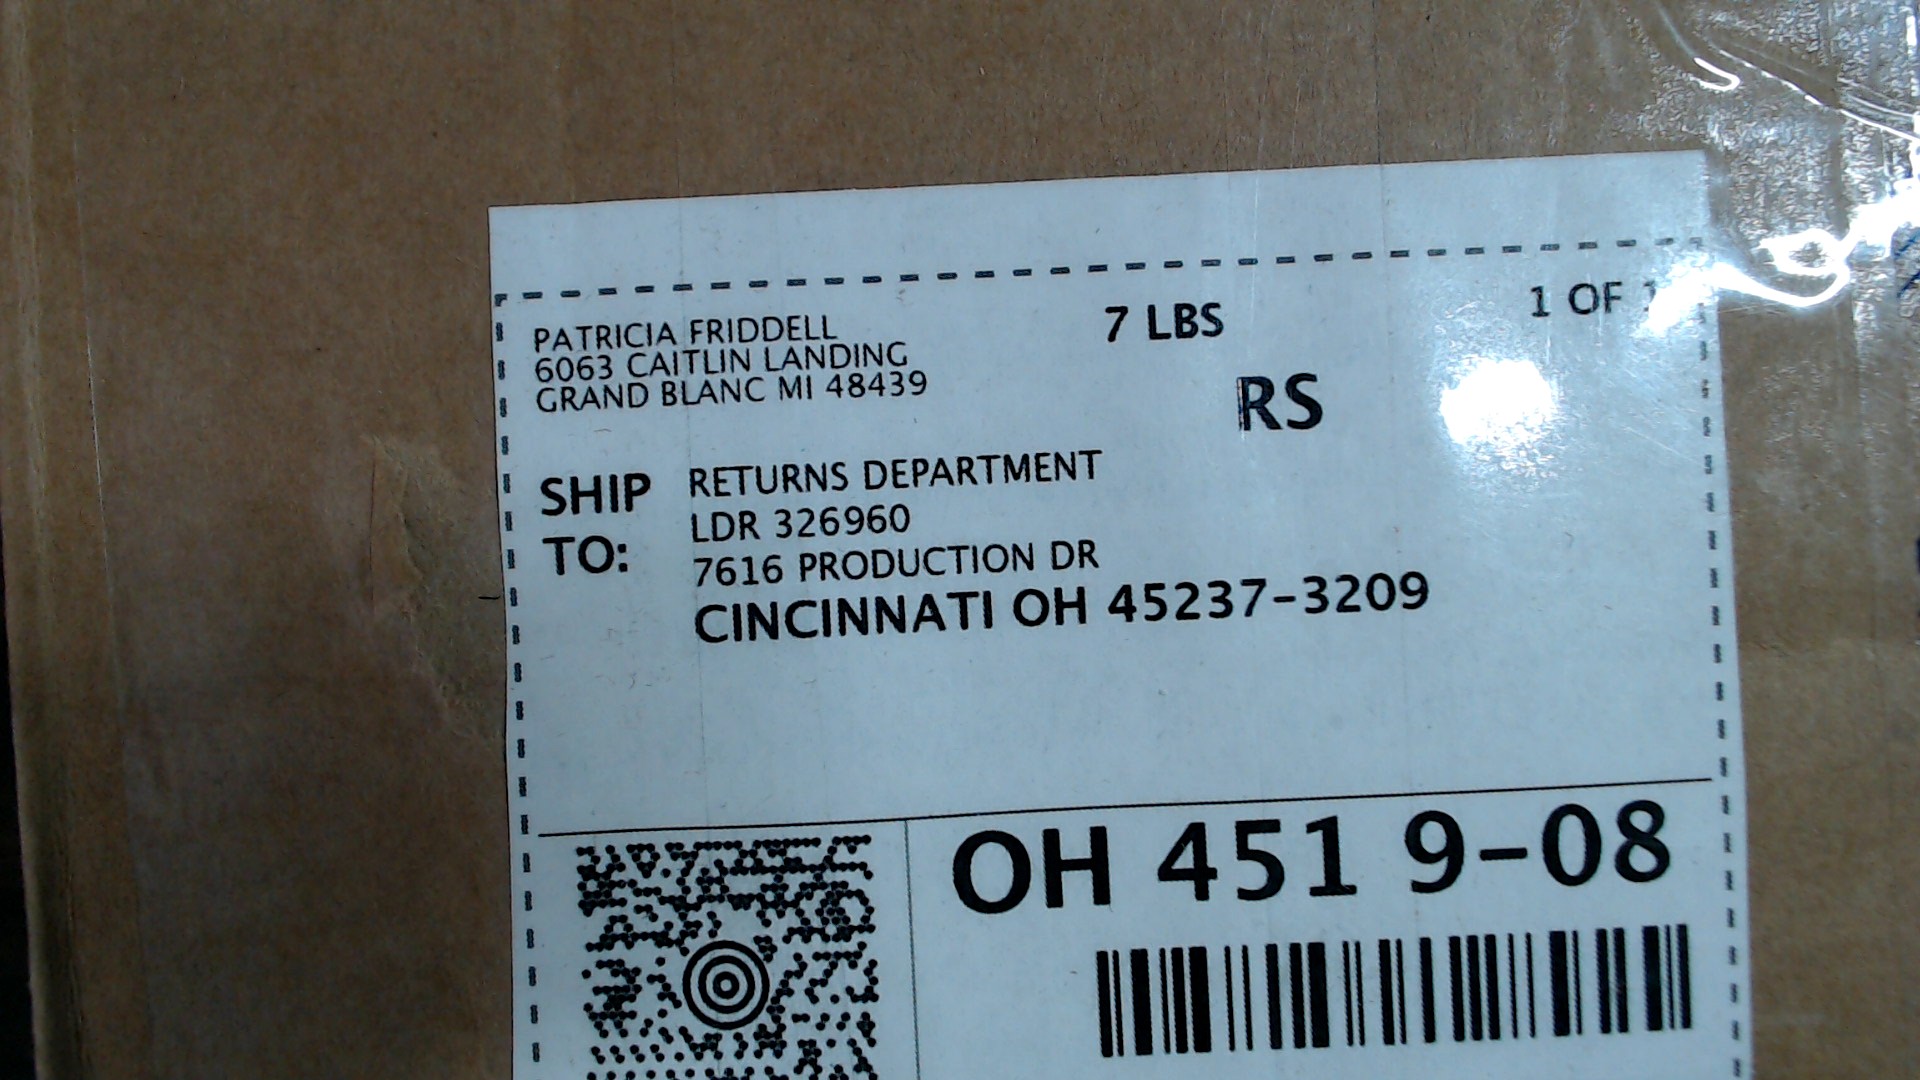 PATRICIA FRIDDELL
6063 CAITLIN LANDING
GRAND BLANC MI 48439
7 LBS
1 OF 1
RS
SHIP TO:
RETURNS DEPARTMENT
LDR 326960
7616 PRODUCTION DR
CINCINNATI OH 45237-3209
OH 451 9-08